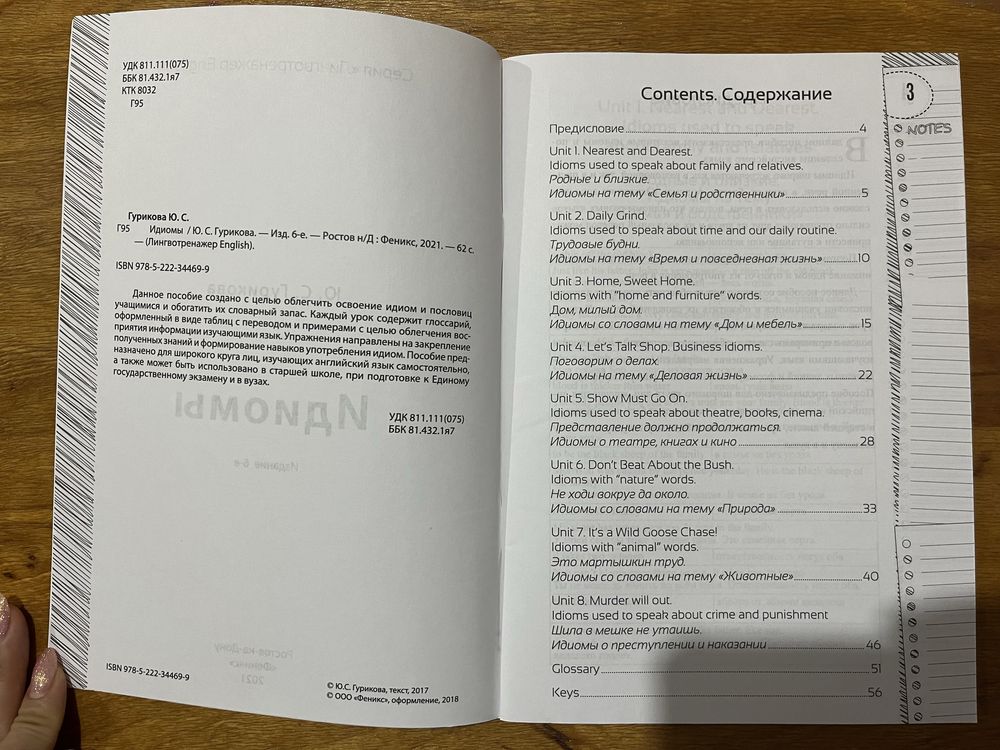 УДК 811.111(075)
ББК 81.432.1я7
КТК 8032
Г95
Гурикова Ю. С.
Г95 Идиомы / Ю. С. Гурикова. — Изд. 6-е. — Ростов н/Д : Феникс, 2021. — 62 с.
— (Лингвотренажер English).
ISBN 978-5-222-34469-9
Данное пособие создано с целью облегчить освоение идиом и пословиц
учащимися и обогатить их словарный запас. Каждый урок содержит глоссарий,
оформленный в виде таблиц с переводом и примерами с целью облегчения вос-
приятия информации изучающими язык. Упражнения направлены на закрепление
полученных знаний и формирование навыков употребления идиом. Пособие пред-
назначено для широкого круга лиц, изучающих английский язык самостоятельно,
а также может быть использовано в старшей школе, при подготовке к Единому
государственному экзамену и в вузах.
УДК 811.111(075)
ББК 81.432.1я7
ISBN 978-5-222-34469-9
© Ю.С. Гурикова, текст, 2017
© ООО «Феникс», оформление, 2018
3
NOTES
Contents. Содержание
Предисловие 4
Unit 1. Nearest and Dearest.
Idioms used to speak about family and relatives.
Родные и близкие.
Идиомы на тему «Семья и родственники» 5
Unit 2. Daily Grind.
Idioms used to speak about time and our daily routine.
Трудовые будни.
Идиомы на тему «Время и повседневная жизнь» 10
Unit 3. Home, Sweet Home.
Idioms with "home and furniture" words.
Дом, милый дом.
Идиомы со словами на тему «Дом и мебель» 15
Unit 4. Let's Talk Shop. Business idioms.
Поговорим о делах.
Идиомы на тему «Деловая жизнь» 22
Unit 5. Show Must Go On.
Idioms used to speak about theatre, books, cinema.
Представление должно продолжаться.
Идиомы о театре, книгах и кино 28
Unit 6. Don't Beat About the Bush.
Idioms with "nature" words.
Не ходи вокруг да около.
Идиомы со словами на тему «Природа» 33
Unit 7. It's a Wild Goose Chase!
Idioms with "animal" words.
Это мартышкин труд.
Идиомы со словами на тему «Животные» 40
Unit 8. Murder will out.
Idioms used to speak about crime and punishment
Шила в мешке не утаишь.
Идиомы о преступлении и наказании 46
Glossary 51
Keys 56